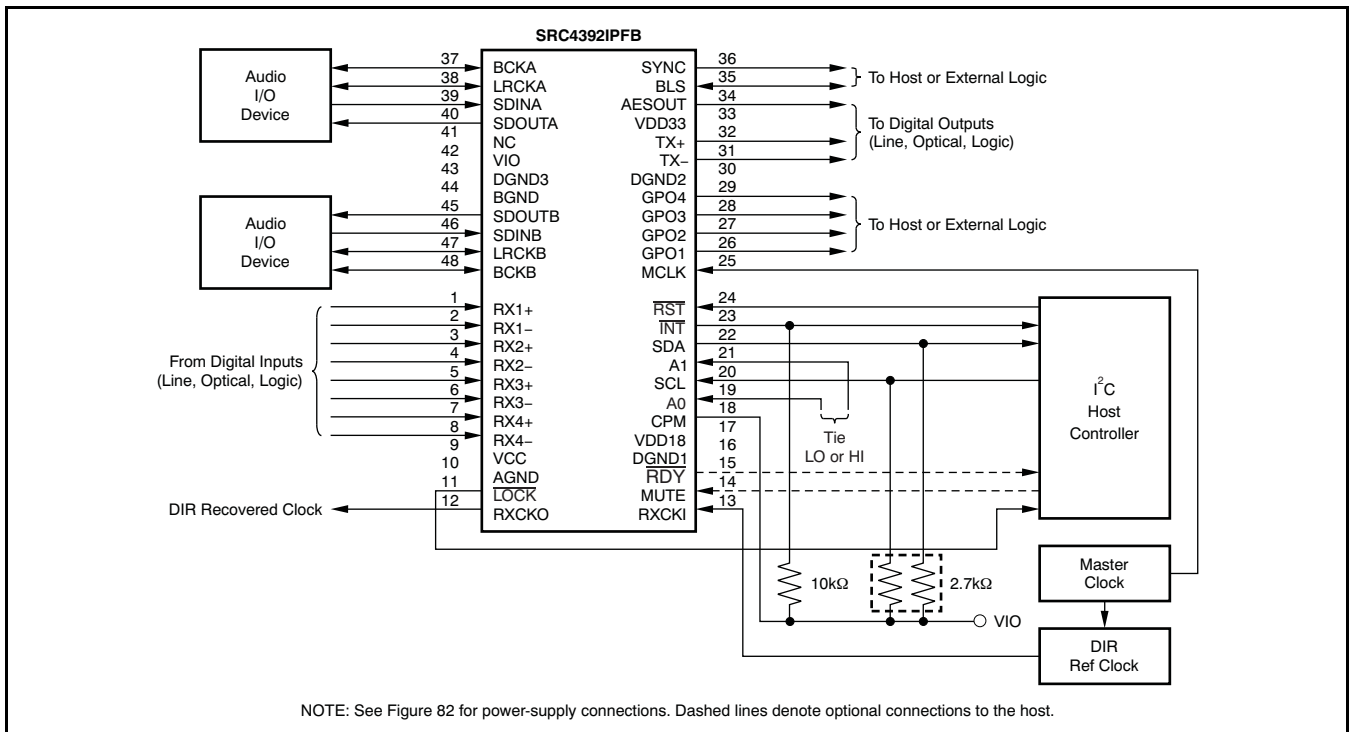 SRC4392IPFB
Audio
I/O
Device
37
38
39
40
41
42
43
44
45
46
47
48
BCKA
LRCKA
SDINA
SDOUTA
NC
VIO
DGND3
BGND
SDOUTB
SDINB
LRCKB
BCKB
Audio
I/O
Device
From Digital Inputs
(Line, Optical, Logic)
1
2
3
4
5
6
7
8
9
10
11
12
RX1+
RX1−
RX2+
RX2−
RX3+
RX3−
RX4+
RX4−
VCC
AGND
LOCK
RXCKO
DIR Recovered Clock
SYNC
BLS
AESOUT
VDD33
TX+
TX−
DGND2
GPO4
GPO3
GPO2
GPO1
MCLK
36
35
34
33
32
31
30
29
28
27
26
25
To Host or External Logic
To Digital Outputs
(Line, Optical, Logic)
To Host or External Logic
RST
INT
SDA
A1
SCL
A0
CPM
VDD18
DGND1
RDY
MUTE
RXCKI
24
23
22
21
20
19
18
17
16
15
14
13
Tie
LO or HI
I2C
Host
Controller
10kΩ
2.7kΩ
VIO
Master
Clock
DIR
Ref Clock
NOTE: See Figure 82 for power-supply connections. Dashed lines denote optional connections to the host.